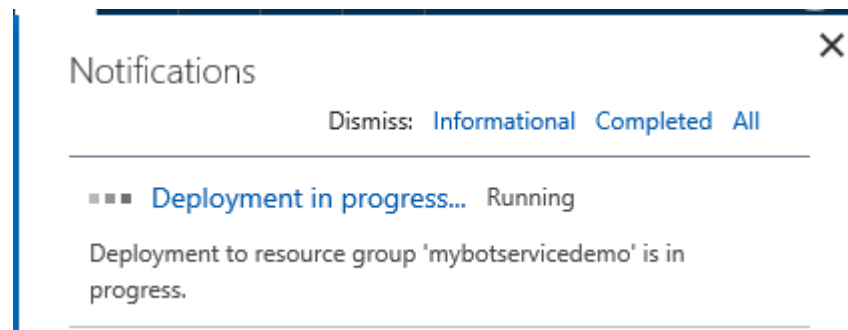 Notifications
Dismiss: Informational Completed All
Deployment in progress... Running
Deployment to resource group 'mybotservicedemo' is in
progress.